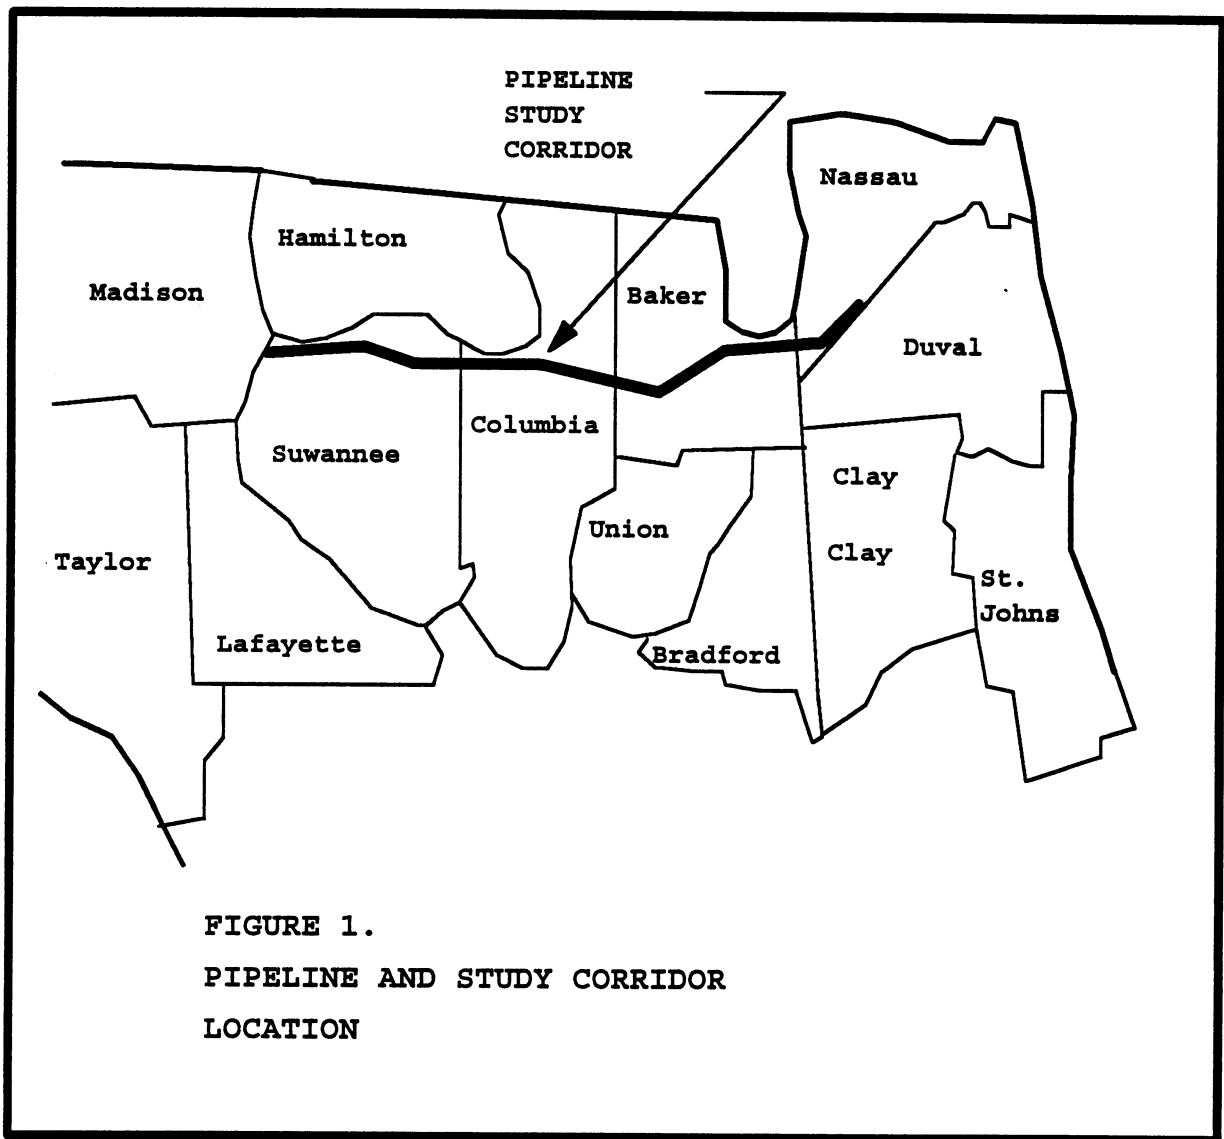 PIPELINE
STUDY
CORRIDOR
Nassau
Hamilton
Madison
Baker
Duval
Columbia
Suwannee
Clay
Union
Clay
Taylor
St.
Johns
Lafayette
Bradford
FIGURE 1.
PIPELINE AND STUDY CORRIDOR
LOCATION